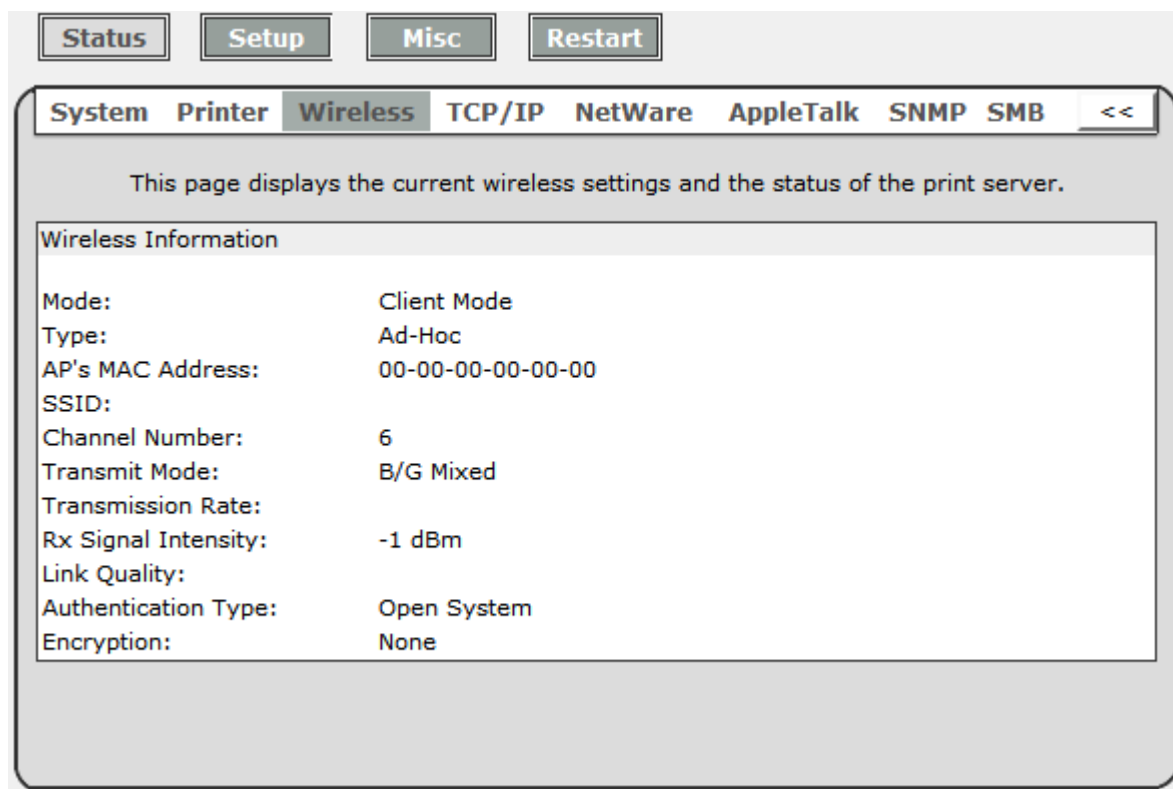 Status Setup Misc Restart
System Printer Wireless TCP/IP NetWare AppleTalk SNMP SMB <<
This page displays the current wireless settings and the status of the print server.
Wireless Information
Mode: Client Mode
Type: Ad-Hoc
AP's MAC Address: 00-00-00-00-00-00
SSID:
Channel Number: 6
Transmit Mode: B/G Mixed
Transmission Rate:
Rx Signal Intensity: -1 dBm
Link Quality:
Authentication Type: Open System
Encryption: None